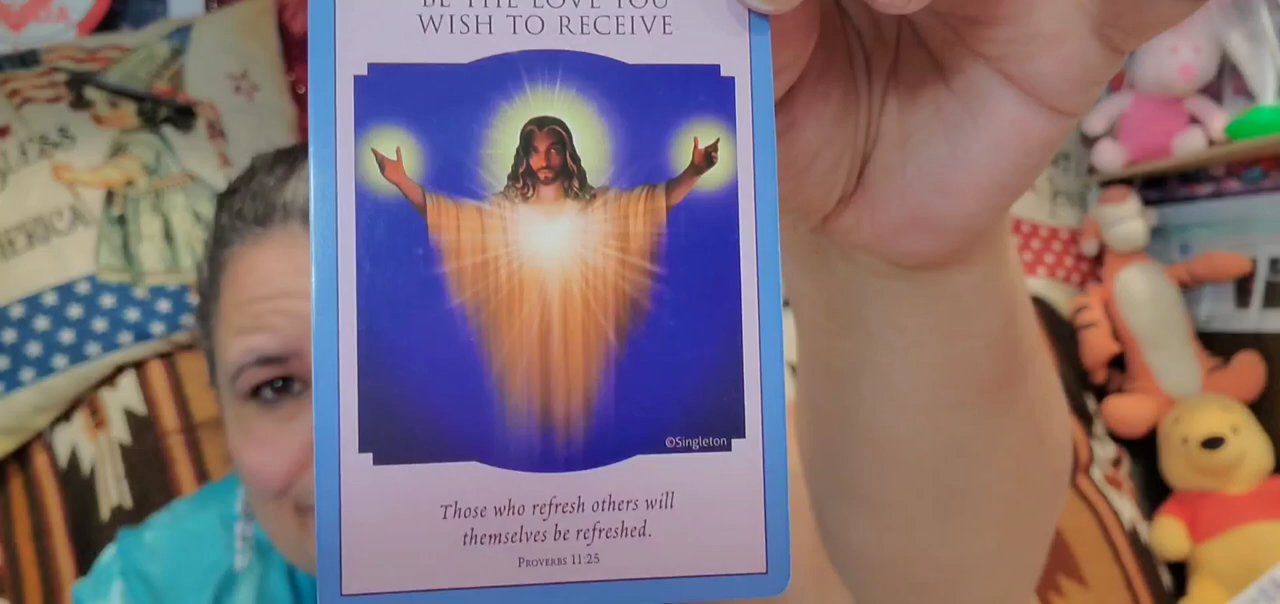 BE THE LOVE YOU
WISH TO RECEIVE
©Singleton
Those who refresh others will
themselves be refreshed.
PROVERBS 11:25
ERICA